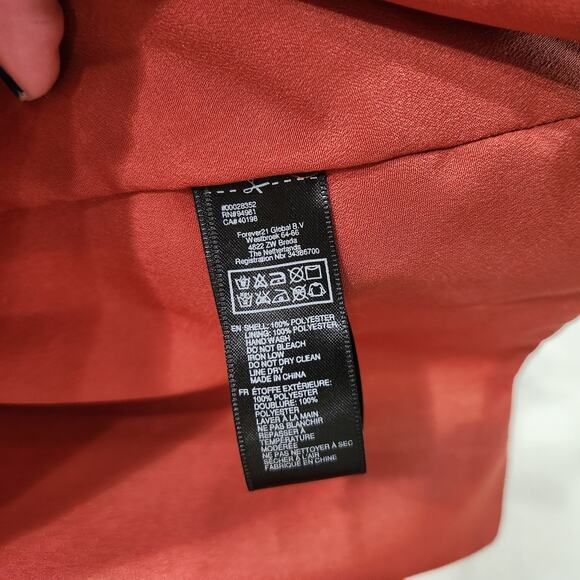 #00028352
RN#94981
CA#40198
Forever21 Global B.V
Westbroek 64-66
4822 ZW Breda
The Netherlands
Registration Nbr 34386700
EN SHELL: 100% POLYESTER
LINING: 100% POLYESTER
HAND WASH
DO NOT BLEACH
IRON LOW
DO NOT DRY CLEAN
LINE DRY
MADE IN CHINA
FR ÉTOFFE EXTÉRIEURE:
100% POLYESTER
DOUBLURE: 100%
POLYESTER
LAVER À LA MAIN
NE PAS BLANCHIR
REPASSER À
TEMPÉRATURE
MODÉRÉE
NE PAS NETTOYER À SEC
SÉCHER À L'AIR
FABRIQUÉ EN CHINE